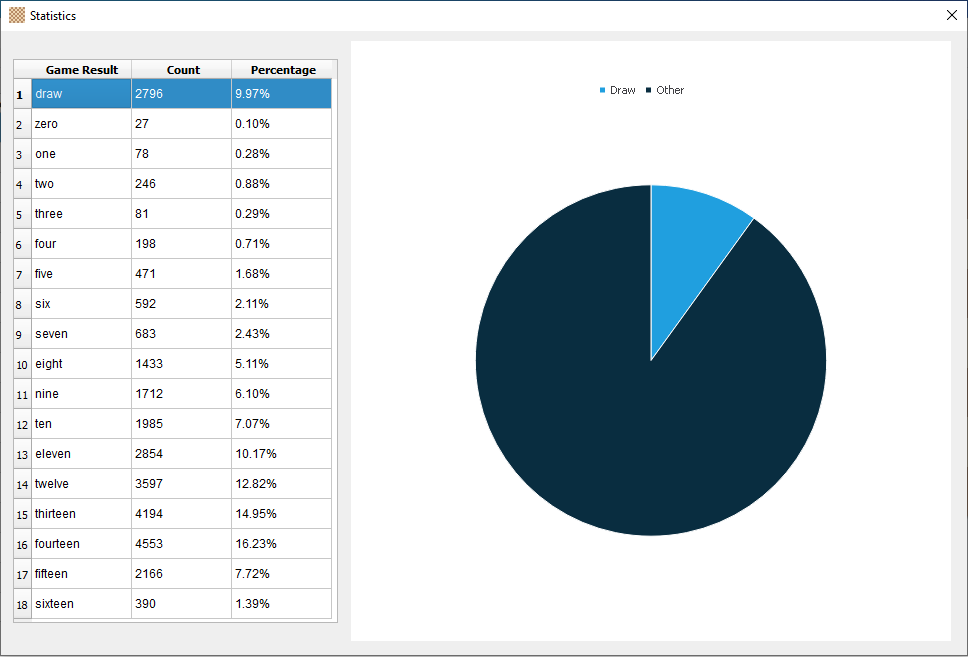 Statistics
Game Result Count Percentage
1 draw 2796 9.97%
2 zero 27 0.10%
3 one 78 0.28%
4 two 246 0.88%
5 three 81 0.29%
6 four 198 0.71%
7 five 471 1.68%
8 six 592 2.11%
9 seven 683 2.43%
10 eight 1433 5.11%
11 nine 1712 6.10%
12 ten 1985 7.07%
13 eleven 2854 10.17%
14 twelve 3597 12.82%
15 thirteen 4194 14.95%
16 fourteen 4553 16.23%
17 fifteen 2166 7.72%
18 sixteen 390 1.39%
Draw Other